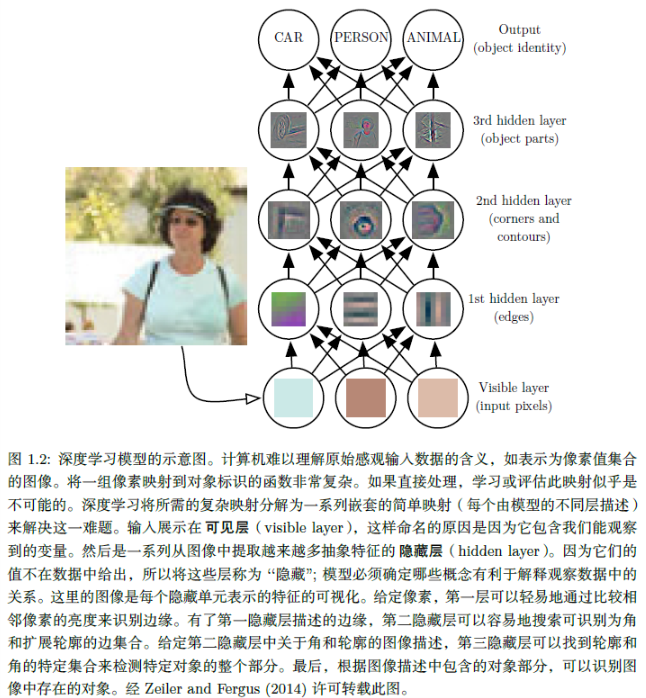 CAR PERSON ANIMAL
Output
(object identity)
3rd hidden layer
(object parts)
2nd hidden layer
(corners and
contours)
1st hidden layer
(edges)
Visible layer
(input pixels)
图 1.2: 深度学习模型的示意图。计算机难以理解原始感观输入数据的含义，如表示为像素值集合
的图像。将一组像素映射到对象标识的函数非常复杂。如果直接处理，学习或评估此映射似乎是
不可能的。深度学习将所需的复杂映射分解为一系列嵌套的简单映射（每个由模型的不同层描述）
来解决这一难题。输入展示在 可见层（visible layer），这样命名的原因是因为它包含我们能观察
到的变量。然后是一系列从图像中提取越来越多抽象特征的 隐藏层（hidden layer）。因为它们的
值不在数据中给出，所以将这些层称为 “隐藏”; 模型必须确定哪些概念有利于解释观察数据中的
关系。这里的图像是每个隐藏单元表示的特征的可视化。给定像素，第一层可以轻易地通过比较相
邻像素的亮度来识别边缘。有了第一隐藏层描述的边缘，第二隐藏层可以容易地搜索可识别为角
和扩展轮廓的边集合。给定第二隐藏层中关于角和轮廓的图像描述，第三隐藏层可以找到轮廓和
角的特定集合来检测特定对象的整个部分。最后，根据图像描述中包含的对象部分，可以识别图
像中存在的对象。经 Zeiler and Fergus (2014) 许可转载此图。